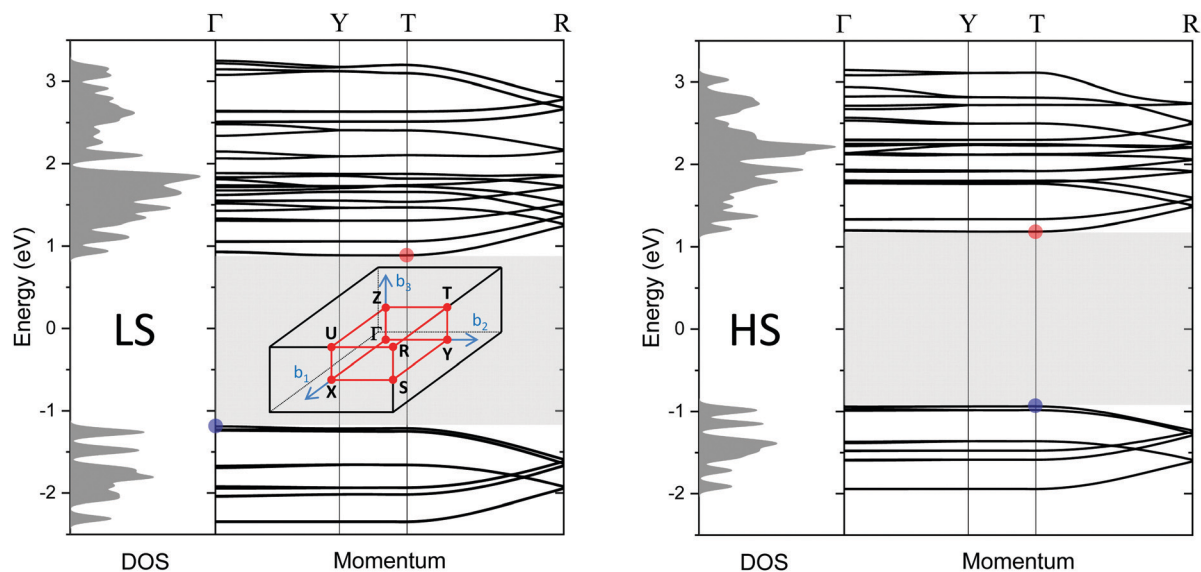 Γ Y T R
Energy (eV)
3
2
1
0
-1
-2
LS
Z
b3
T
U
Γ
b2
R
Y
b1
X
S
DOS Momentum
Γ Y T R
Energy (eV)
3
2
1
0
-1
-2
HS
DOS Momentum